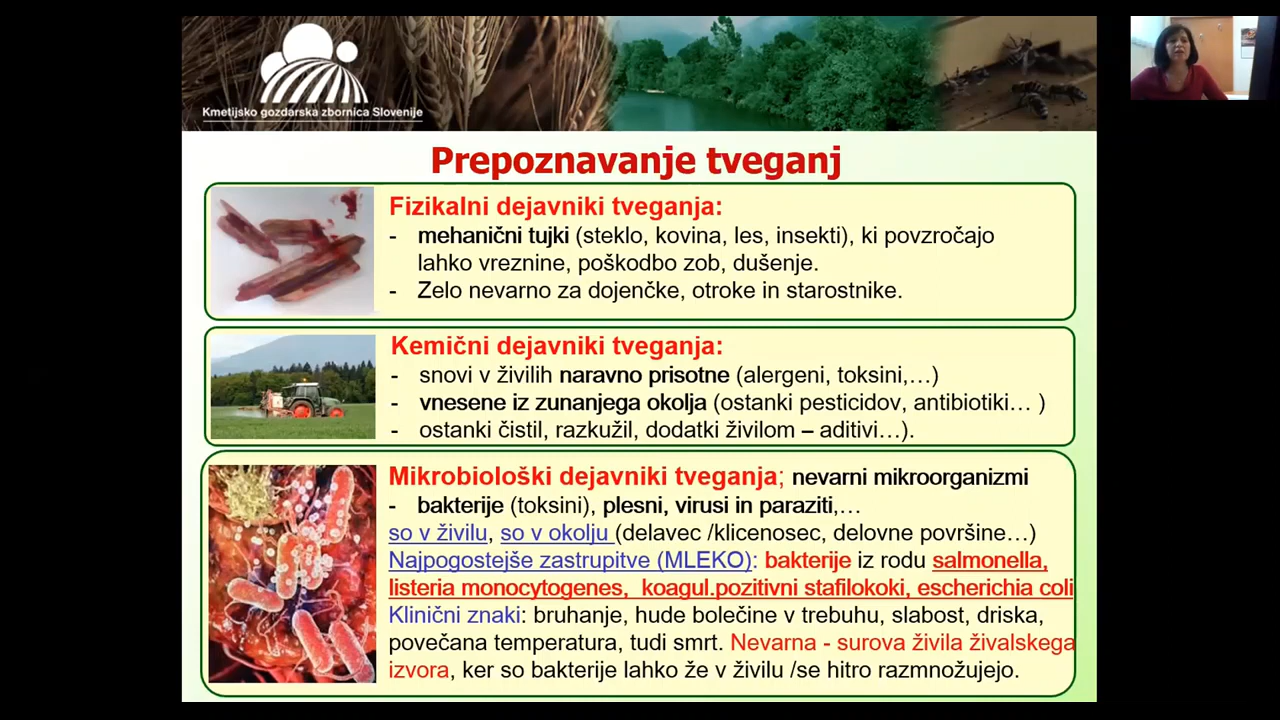 Kmetijsko gozdarska zbornica Slovenije
Prepoznavanje tveganj
Fizikalni dejavniki tveganja:
- mehanični tujki (steklo, kovina, les, insekti), ki povzročajo
lahko vreznine, poškodbo zob, dušenje.
- Zelo nevarno za dojenčke, otroke in starostnike.
Kemični dejavniki tveganja:
- snovi v živilih naravno prisotne (alergeni, toksini,…)
- vnesene iz zunanjega okolja (ostanki pesticidov, antibiotiki… )
- ostanki čistil, razkužil, dodatki živilom – aditivi…).
Mikrobiološki dejavniki tveganja; nevarni mikroorganizmi
- bakterije (toksini), plesni, virusi in paraziti,…
so v živilu, so v okolju (delavec /klicenosec, delovne površine…)
Najpogostejše zastrupitve (MLEKO): bakterije iz rodu salmonella,
listeria monocytogenes, koagul.pozitivni stafilokoki, escherichia coli
Klinični znaki: bruhanje, hude bolečine v trebuhu, slabost, driska,
povečana temperatura, tudi smrt. Nevarna - surova živila živalskega
izvora, ker so bakterije lahko že v živilu /se hitro razmnožujejo.